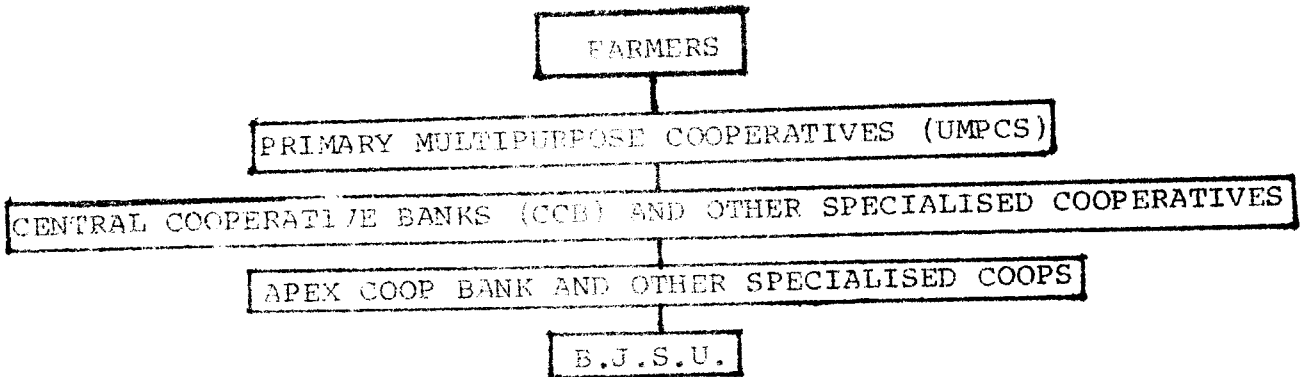 FARMERS
PRIMARY MULTIPURPOSE COOPERATIVES (UMPCS)
CENTRAL COOPERATIVE BANKS (CCB) AND OTHER SPECIALISED COOPERATIVES
APEX COOP BANK AND OTHER SPECIALISED COOPS
B.J.S.U.